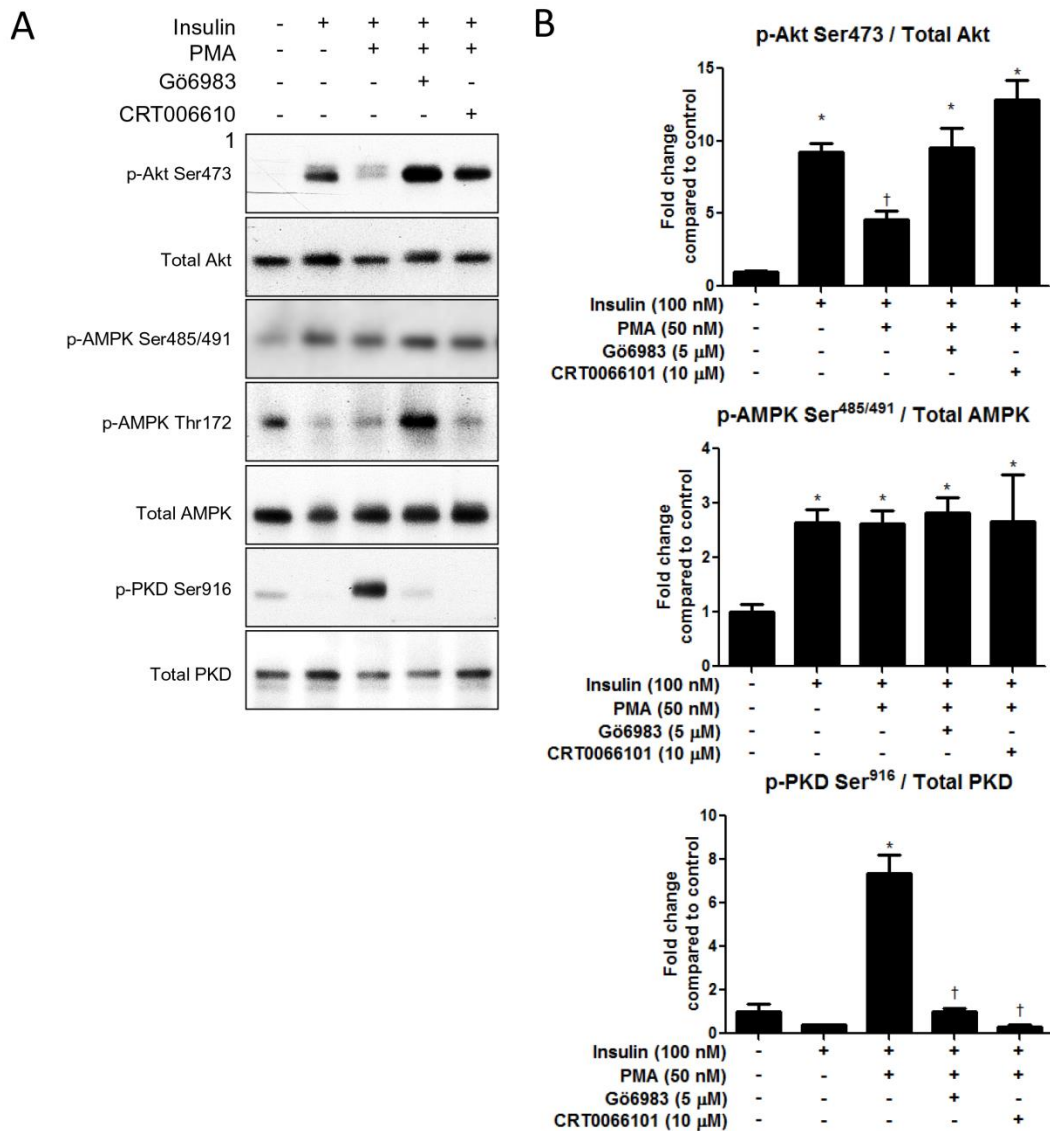 A
Insulin - + + + +
PMA - - + + +
Gö6983 - - - + -
CRT006610 - - - - +
1
p-Akt Ser473
Total Akt
p-AMPK Ser485/491
p-AMPK Thr172
Total AMPK
p-PKD Ser916
Total PKD
B
p-Akt Ser473 / Total Akt
Fold change
compared to control
15
10
5
0
* † * *
Insulin (100 nM) - + + + +
PMA (50 nM) - - + + +
Gö6983 (5 μM) - - - + -
CRT0066101 (10 μM) - - - - +
p-AMPK Ser485/491 / Total AMPK
Fold change
compared to control
4
3
2
1
0
* * * *
Insulin (100 nM) - + + + +
PMA (50 nM) - - + + +
Gö6983 (5 μM) - - - + -
CRT0066101 (10 μM) - - - - +
p-PKD Ser916 / Total PKD
Fold change
compared to control
10
8
6
4
2
0
* † †
Insulin (100 nM) - + + + +
PMA (50 nM) - - + + +
Gö6983 (5 μM) - - - + -
CRT0066101 (10 μM) - - - - +